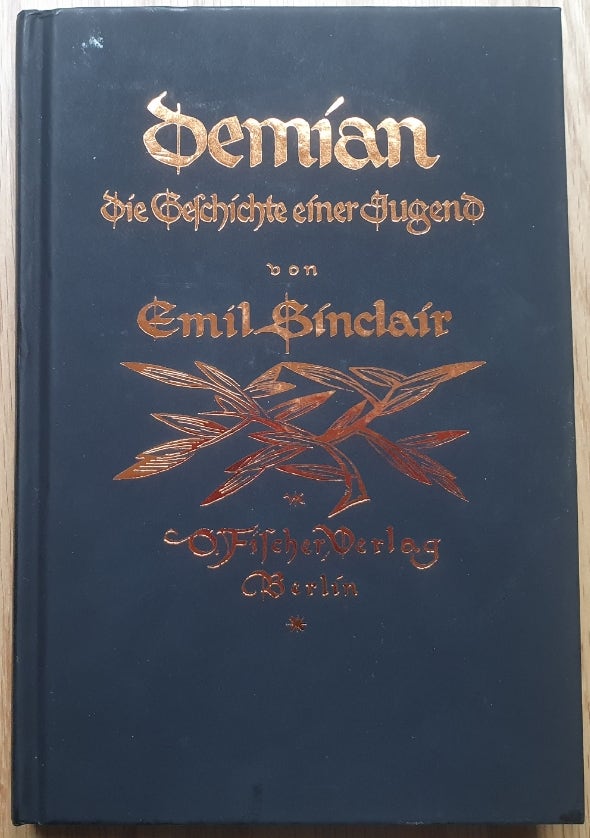 Demian
Die Geschichte einer Jugend
von
Emil Sinclair
S. Fischer, Verlag
Berlin